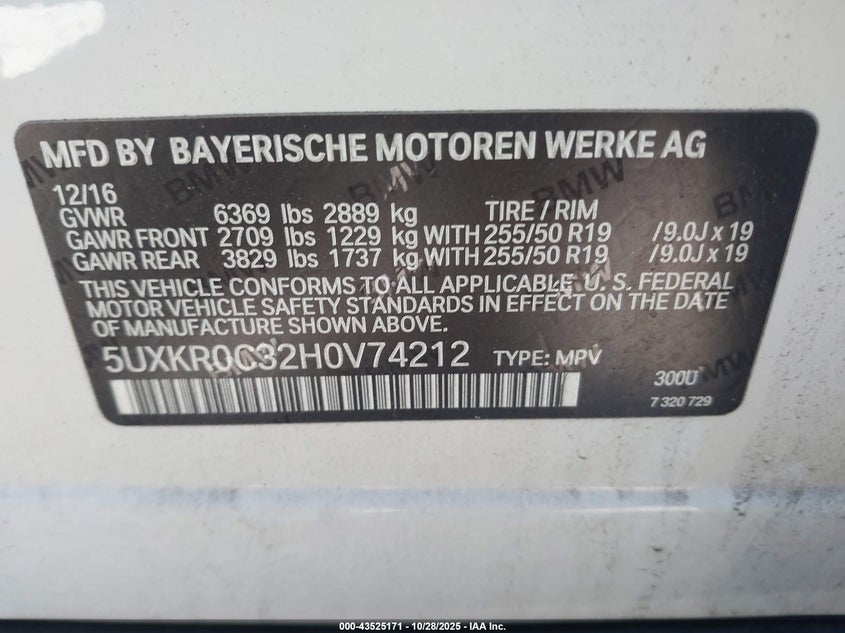 MFD BY BAYERISCHE MOTOREN WERKE AG
12/16
GVWR 6369 lbs 2889 kg TIRE / RIM
GAWR FRONT 2709 lbs 1229 kg WITH 255/50 R19 /9.0J x 19
GAWR REAR 3829 lbs 1737 kg WITH 255/50 R19 /9.0J x 19
THIS VEHICLE CONFORMS TO ALL APPLICABLE U. S. FEDERAL
MOTOR VEHICLE SAFETY STANDARDS IN EFFECT ON THE DATE
OF MANUFACTURE SHOWN ABOVE.
5UXKR0C32H0V74212 TYPE: MPV 300U
7 320 729
000-43525171 | 10/28/2025 - IAA Inc.